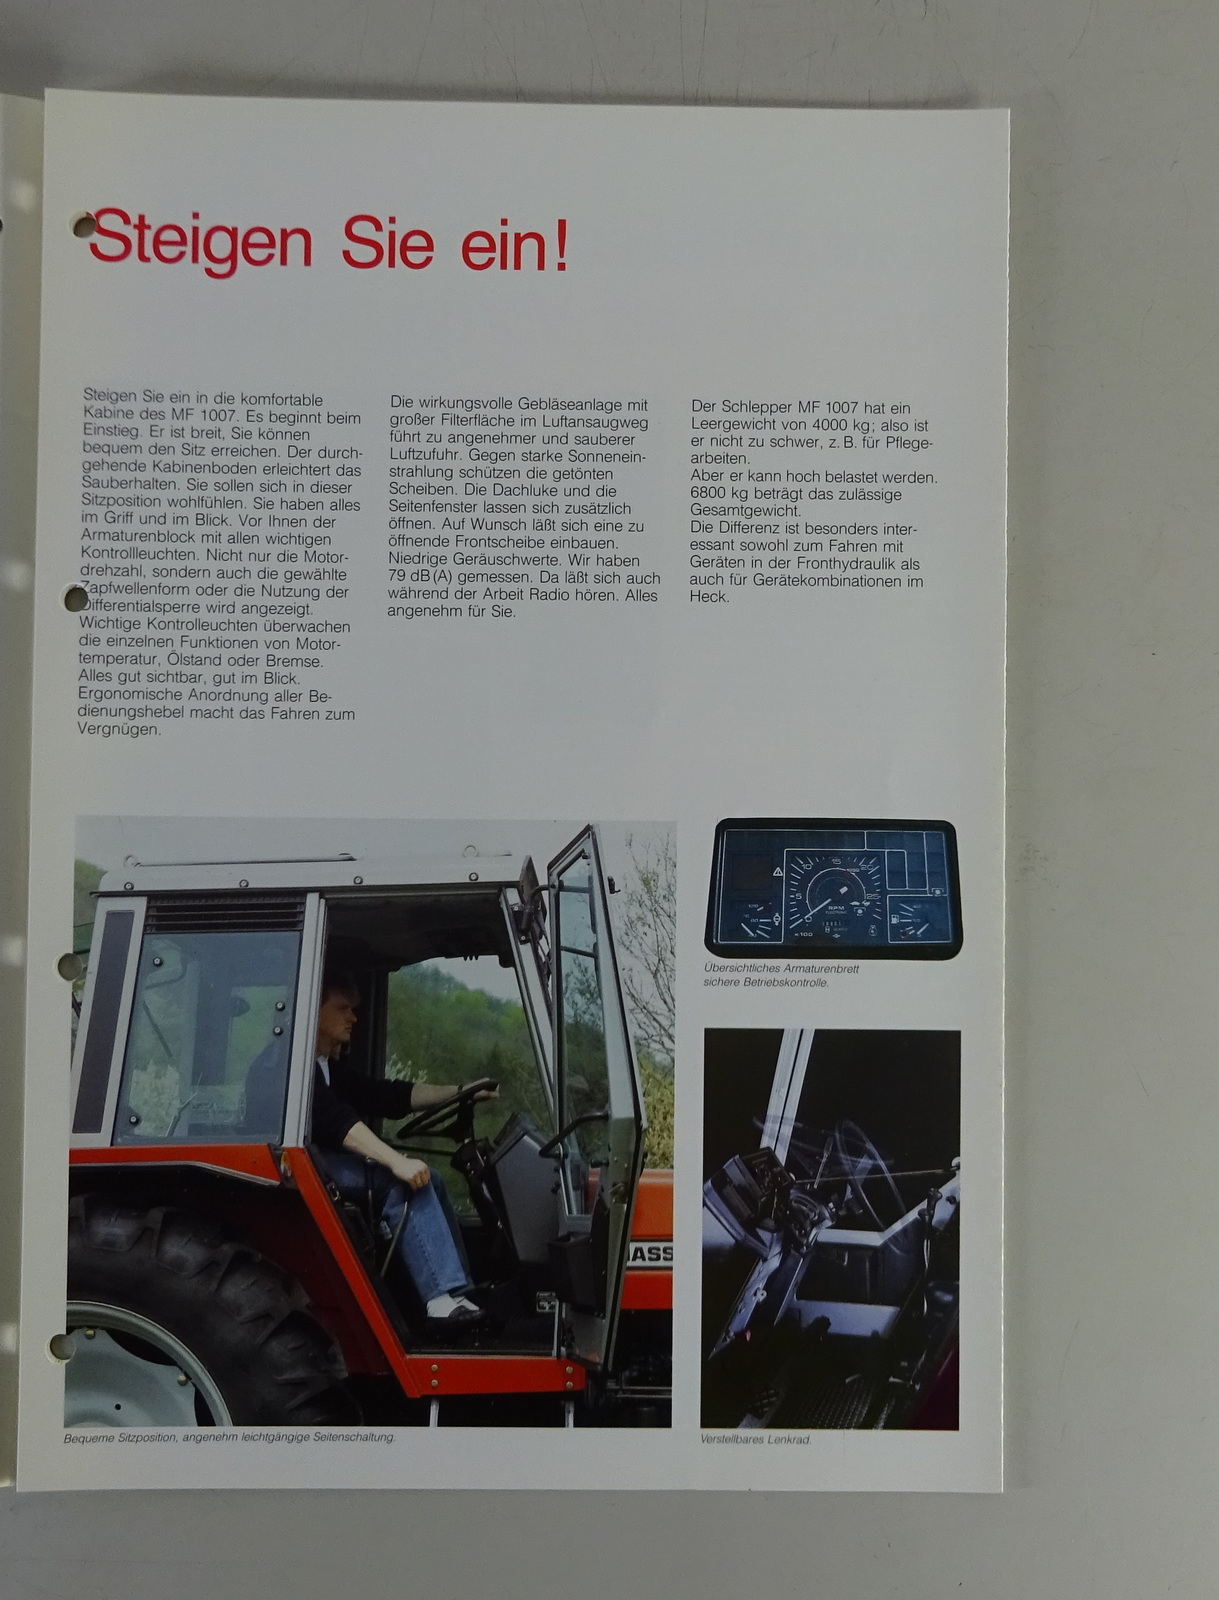 Steigen Sie ein!
Steigen Sie ein in die komfortable
Kabine des MF 1007. Es beginnt beim
Einstieg. Er ist breit, Sie können
bequem den Sitz erreichen. Der durch-
gehende Kabinenboden erleichtert das
Sauberhalten. Sie sollen sich in dieser
Sitzposition wohlfühlen. Sie haben alles
im Griff und im Blick. Vor Ihnen der
Armaturenblock mit allen wichtigen
Kontrollleuchten. Nicht nur die Motor-
drehzahl, sondern auch die gewählte
Zapfwellenform oder die Nutzung der
Differentialsperre wird angezeigt.
Wichtige Kontrolleuchten überwachen
die einzelnen Funktionen von Motor-
temperatur, Ölstand oder Bremse.
Alles gut sichtbar, gut im Blick.
Ergonomische Anordnung aller Be-
dienungshebel macht das Fahren zum
Vergnügen.
Die wirkungsvolle Gebläseanlage mit
großer Filterfläche im Luftansaugweg
führt zu angenehmer und sauberer
Luftzufuhr. Gegen starke Sonnenein-
strahlung schützen die getönten
Scheiben. Die Dachluke und die
Seitenfenster lassen sich zusätzlich
öffnen. Auf Wunsch läßt sich eine zu
öffnende Frontscheibe einbauen.
Niedrige Geräuschwerte. Wir haben
79 dB(A) gemessen. Da läßt sich auch
während der Arbeit Radio hören. Alles
angenehm für Sie.
Der Schlepper MF 1007 hat ein
Leergewicht von 4000 kg; also ist
er nicht zu schwer, z. B. für Pflege-
arbeiten.
Aber er kann hoch belastet werden.
6800 kg beträgt das zulässige
Gesamtgewicht.
Die Differenz ist besonders inter-
essant sowohl zum Fahren mit
Geräten in der Fronthydraulik als
auch für Gerätekombinationen im
Heck.
5 10 15 20 25
RPM
×100
Übersichtliches Armaturenbrett
sichere Betriebskontrolle.
ASS
Bequeme Sitzposition, angenehm leichtgängige Seitenschaltung.
Verstellbares Lenkrad.